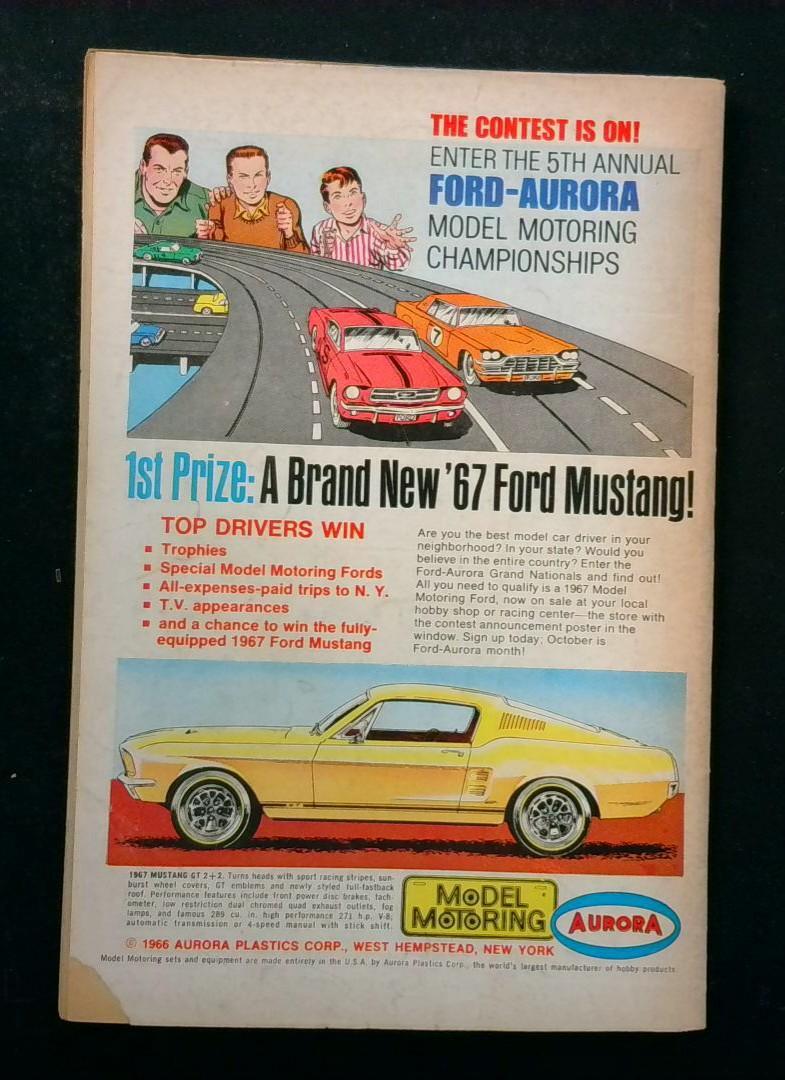 THE CONTEST IS ON!
ENTER THE 5TH ANNUAL
FORD-AURORA
MODEL MOTORING
CHAMPIONSHIPS
7
1st Prize: A Brand New '67 Ford Mustang!
TOP DRIVERS WIN
Trophies
Special Model Motoring Fords
All-expenses-paid trips to N. Y.
T.V. appearances
and a chance to win the fully-
equipped 1967 Ford Mustang
Are you the best model car driver in your
neighborhood? In your state? Would you
believe in the entire country? Enter the
Ford-Aurora Grand Nationals and find out!
All you need to qualify is a 1967 Model
Motoring Ford, now on sale at your local
hobby shop or racing center—the store with
the contest announcement poster in the
window. Sign up today; October is
Ford-Aurora month!
1967 MUSTANG GT 2+2. Turns heads with sport racing stripes, sun-
burst wheel covers, GT emblems and newly styled full-fastback
roof. Performance features include front power disc brakes, tach-
ometer, low restriction dual chromed quad exhaust outlets, fog
lamps, and famous 289 cu. in. high performance 271 h.p. V-8;
automatic transmission or 4-speed manual with stick shift.
MODEL
MOTORING
AURORA
© 1966 AURORA PLASTICS CORP., WEST HEMPSTEAD, NEW YORK
Model Motoring sets and equipment are made entirely in the U.S.A. by Aurora Plastics Corp., the world's largest manufacturer of hobby products